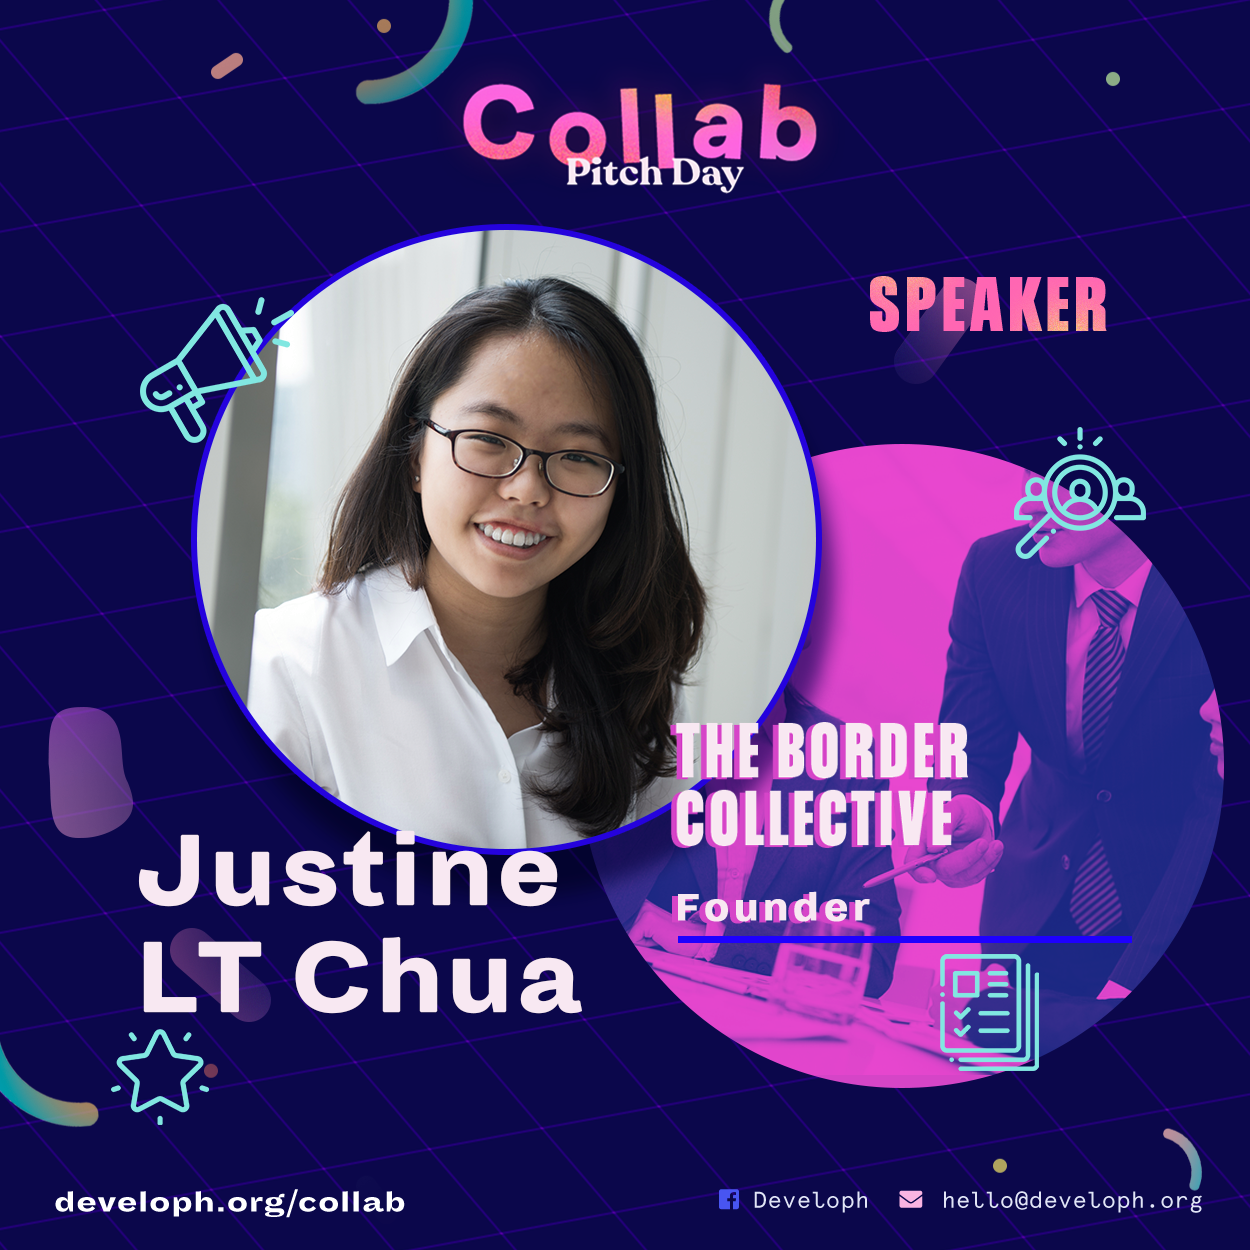 Collab
Pitch Day
SPEAKER
THE BORDER
COLLECTIVE
Founder
Justine
LT Chua
developh.org/collab
Developh
hello@developh.org